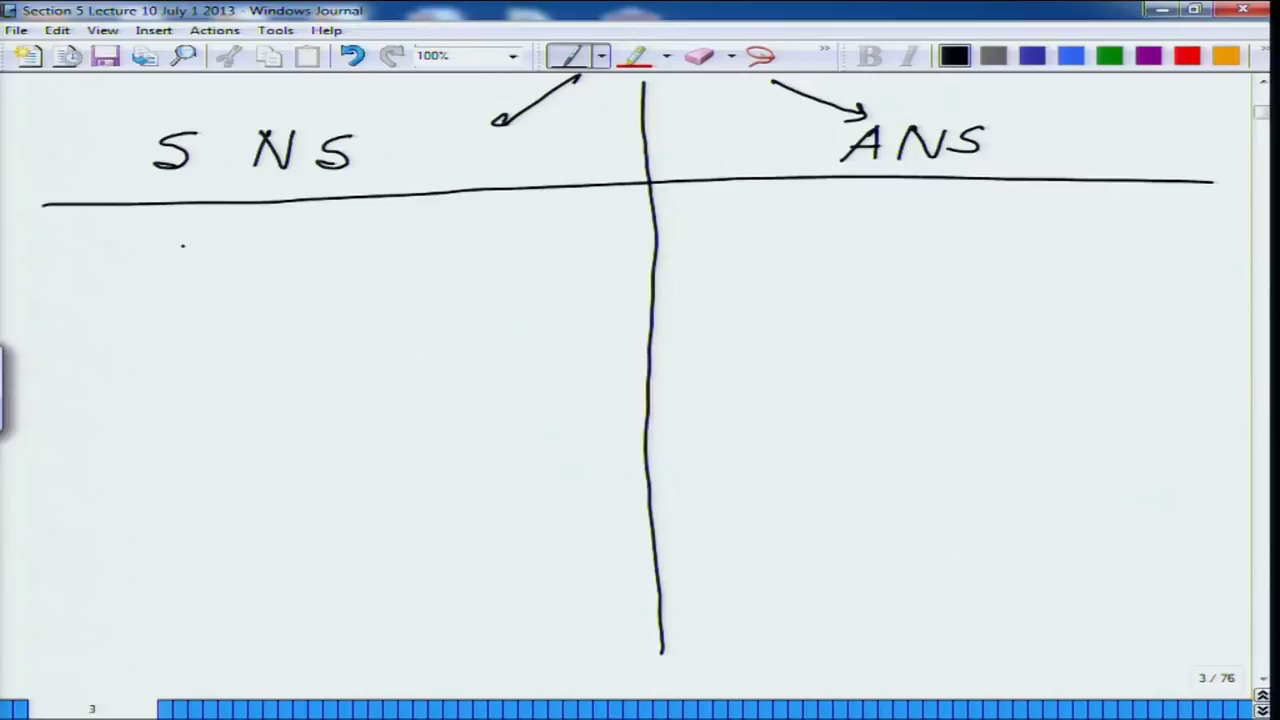 Section 5 Lecture 10 July 1 2013 - Windows Journal
File Edit View Insert Actions Tools Help
100% B I
S N S ANS
3 / 76
3